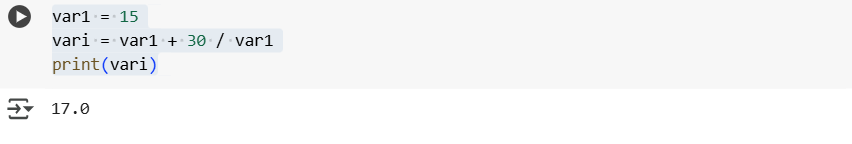 var1 = 15
vari = var1 + 30 / var1
print(vari)
17.0